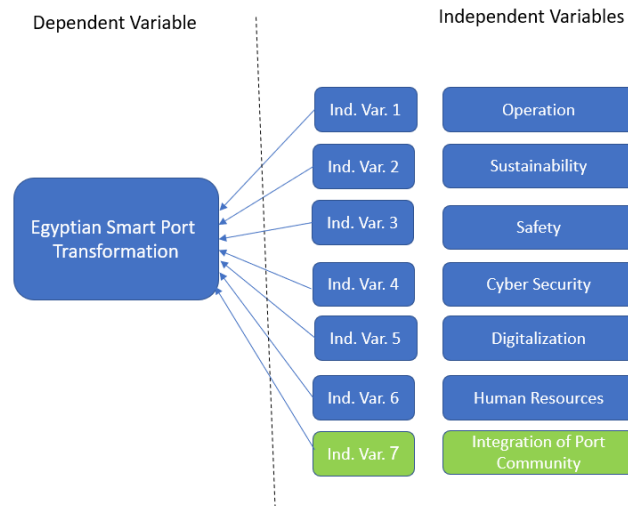 Dependent Variable
Independent Variables
Ind. Var. 1
Operation
Ind. Var. 2
Sustainability
Egyptian Smart Port
Transformation
Ind. Var. 3
Safety
Ind. Var. 4
Cyber Security
Ind. Var. 5
Digitalization
Ind. Var. 6
Human Resources
Ind. Var. 7
Integration of Port
Community